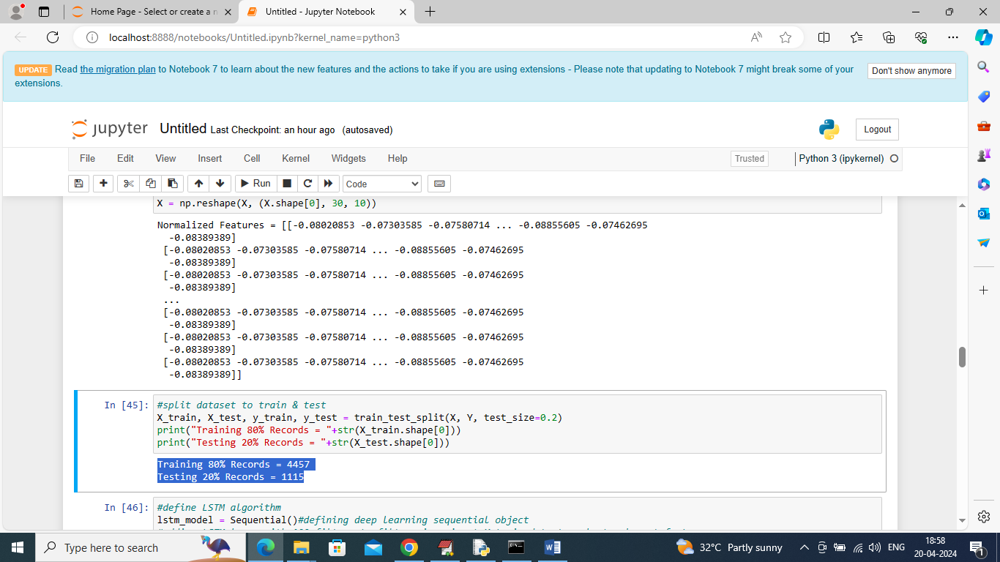 Home Page - Select or create a n
Untitled - Jupyter Notebook
localhost:8888/notebooks/Untitled.ipynb?kernel_name=python3
UPDATE Read the migration plan to Notebook 7 to learn about the new features and the actions to take if you are using extensions - Please note that updating to Notebook 7 might break some of your
extensions.
Don't show anymore
jupyter Untitled Last Checkpoint: an hour ago (autosaved)
Logout
File Edit View Insert Cell Kernel Widgets Help
Trusted
Python 3 (ipykernel)
Run
Code
X = np.reshape(X, (X.shape[0], 30, 10))
Normalized Features = [[-0.08020853 -0.07303585 -0.07580714 ... -0.08855605 -0.07462695
-0.08389389]
[-0.08020853 -0.07303585 -0.07580714 ... -0.08855605 -0.07462695
-0.08389389]
[-0.08020853 -0.07303585 -0.07580714 ... -0.08855605 -0.07462695
-0.08389389]
...
[-0.08020853 -0.07303585 -0.07580714 ... -0.08855605 -0.07462695
-0.08389389]
[-0.08020853 -0.07303585 -0.07580714 ... -0.08855605 -0.07462695
-0.08389389]
[-0.08020853 -0.07303585 -0.07580714 ... -0.08855605 -0.07462695
-0.08389389]]
In [45]:
#split dataset to train & test
X_train, X_test, y_train, y_test = train_test_split(X, Y, test_size=0.2)
print("Training 80% Records = "+str(X_train.shape[0]))
print("Testing 20% Records = "+str(X_test.shape[0]))
Training 80% Records = 4457
Testing 20% Records = 1115
In [46]:
#define LSTM algorithm
lstm_model = Sequential()#defining deep learning sequential object
Type here to search
32°C Partly sunny
ENG
18:58
20-04-2024
1